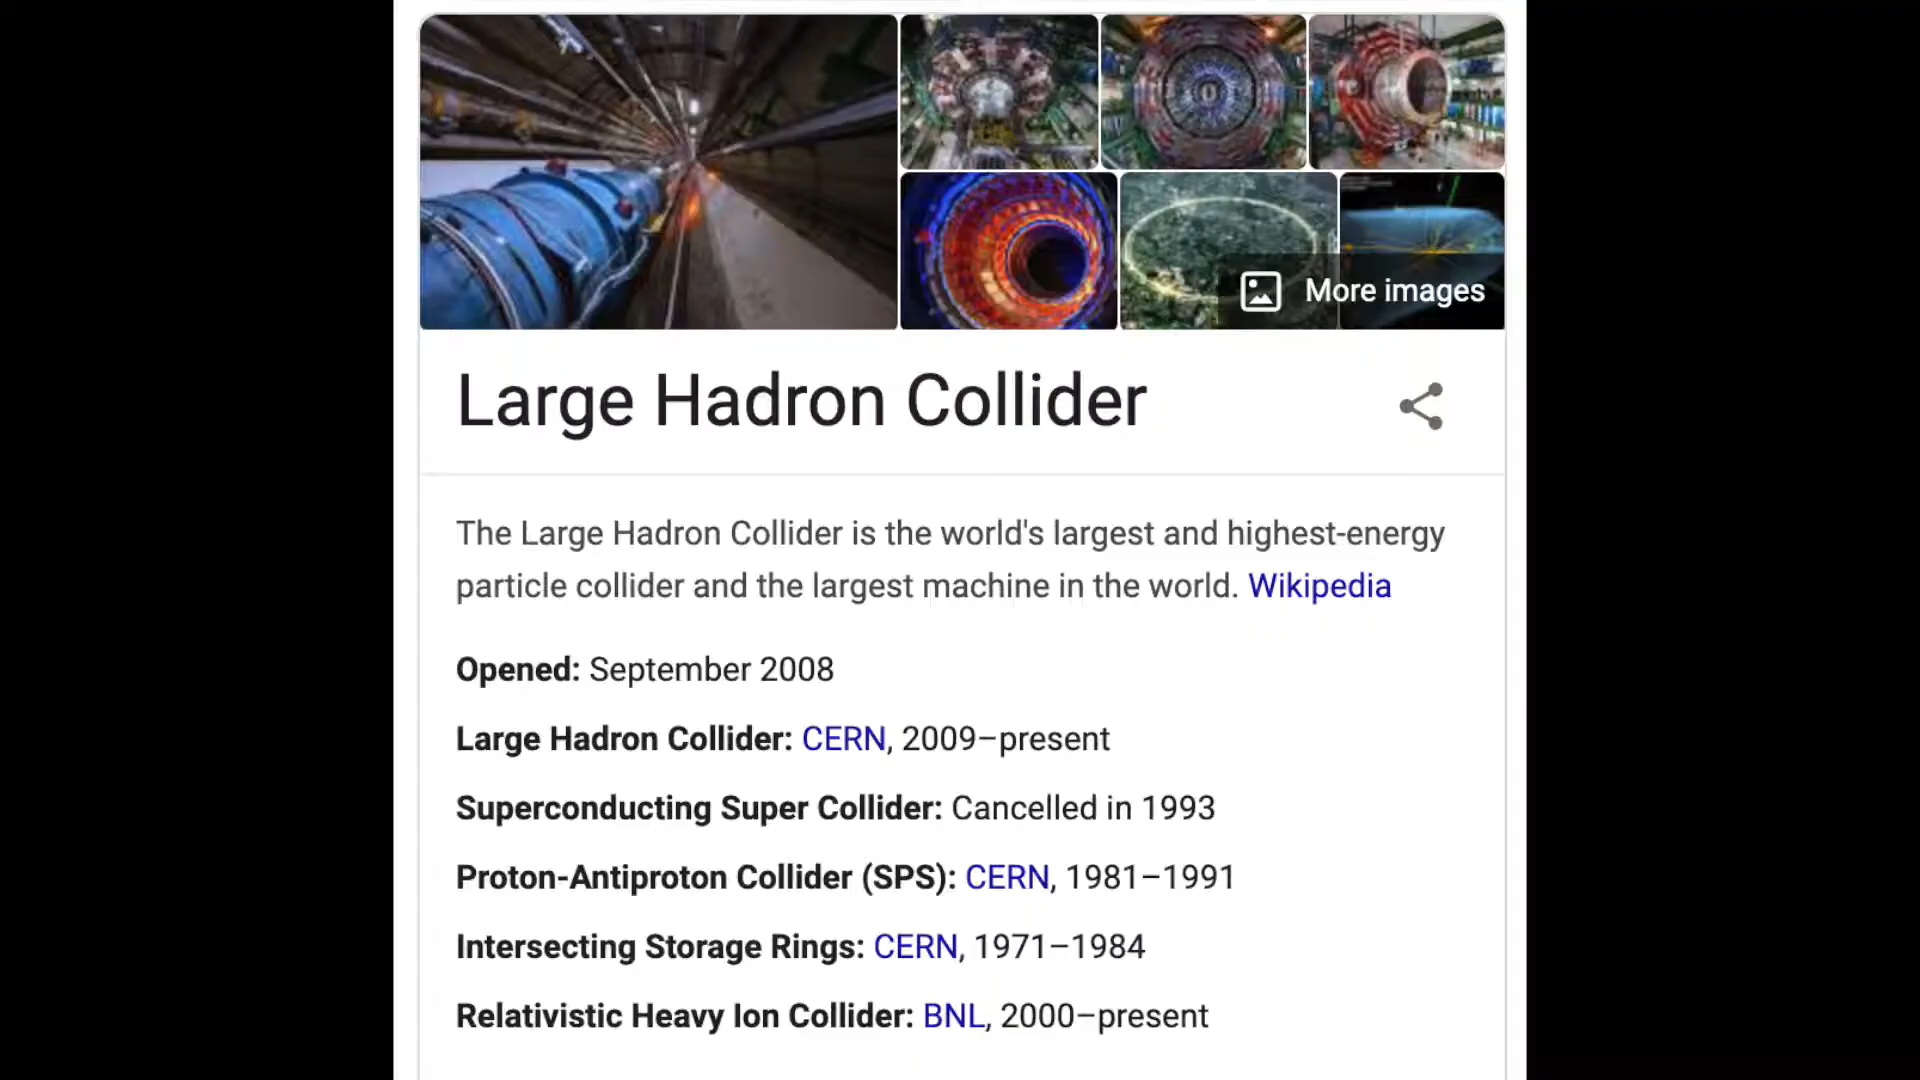 More images
Large Hadron Collider
The Large Hadron Collider is the world's largest and highest-energy
particle collider and the largest machine in the world. Wikipedia
Opened: September 2008
Large Hadron Collider: CERN, 2009–present
Superconducting Super Collider: Cancelled in 1993
Proton-Antiproton Collider (SPS): CERN, 1981–1991
Intersecting Storage Rings: CERN, 1971–1984
Relativistic Heavy Ion Collider: BNL, 2000–present